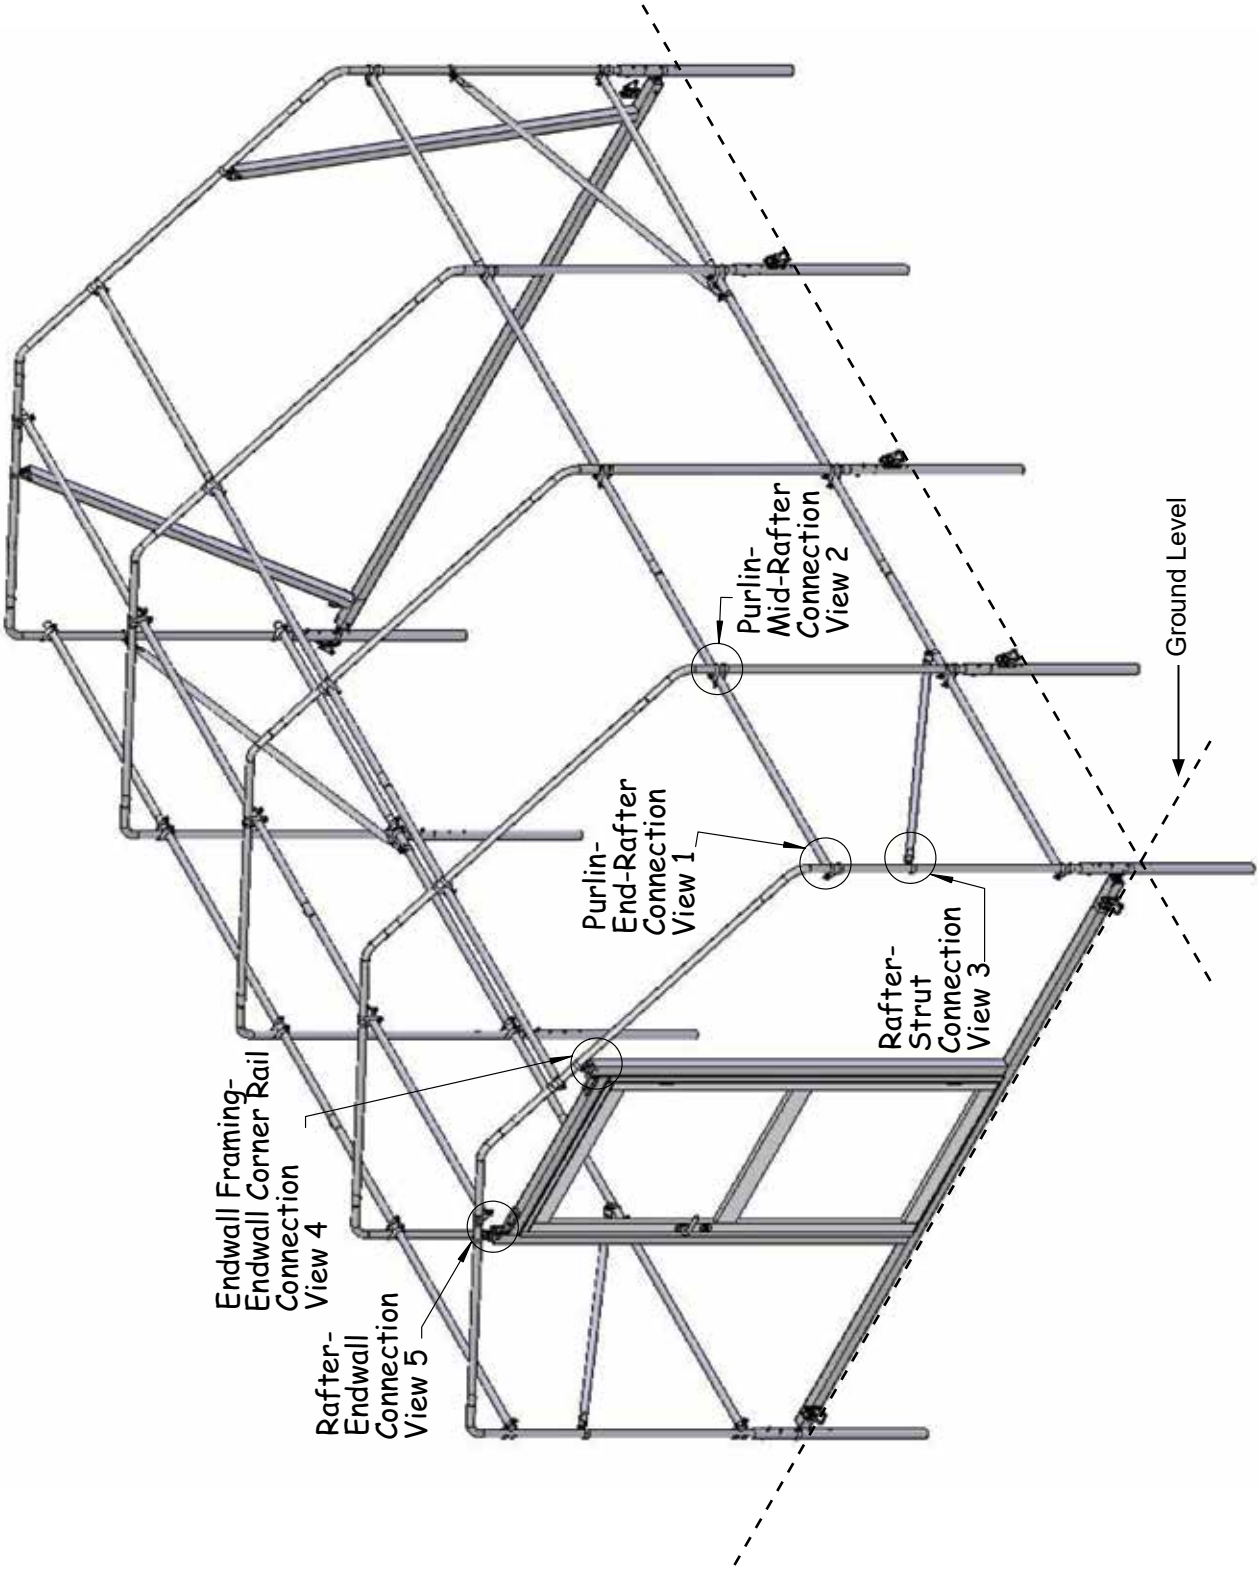 Endwall Framing-
Endwall Corner Rail
Connection
View 4
Rafter-
Endwall
Connection
View 5
Purlin-
End-Rafter
Connection
View 1
Purlin-
Mid-Rafter
Connection
View 2
Rafter-
Strut
Connection
View 3
Ground Level